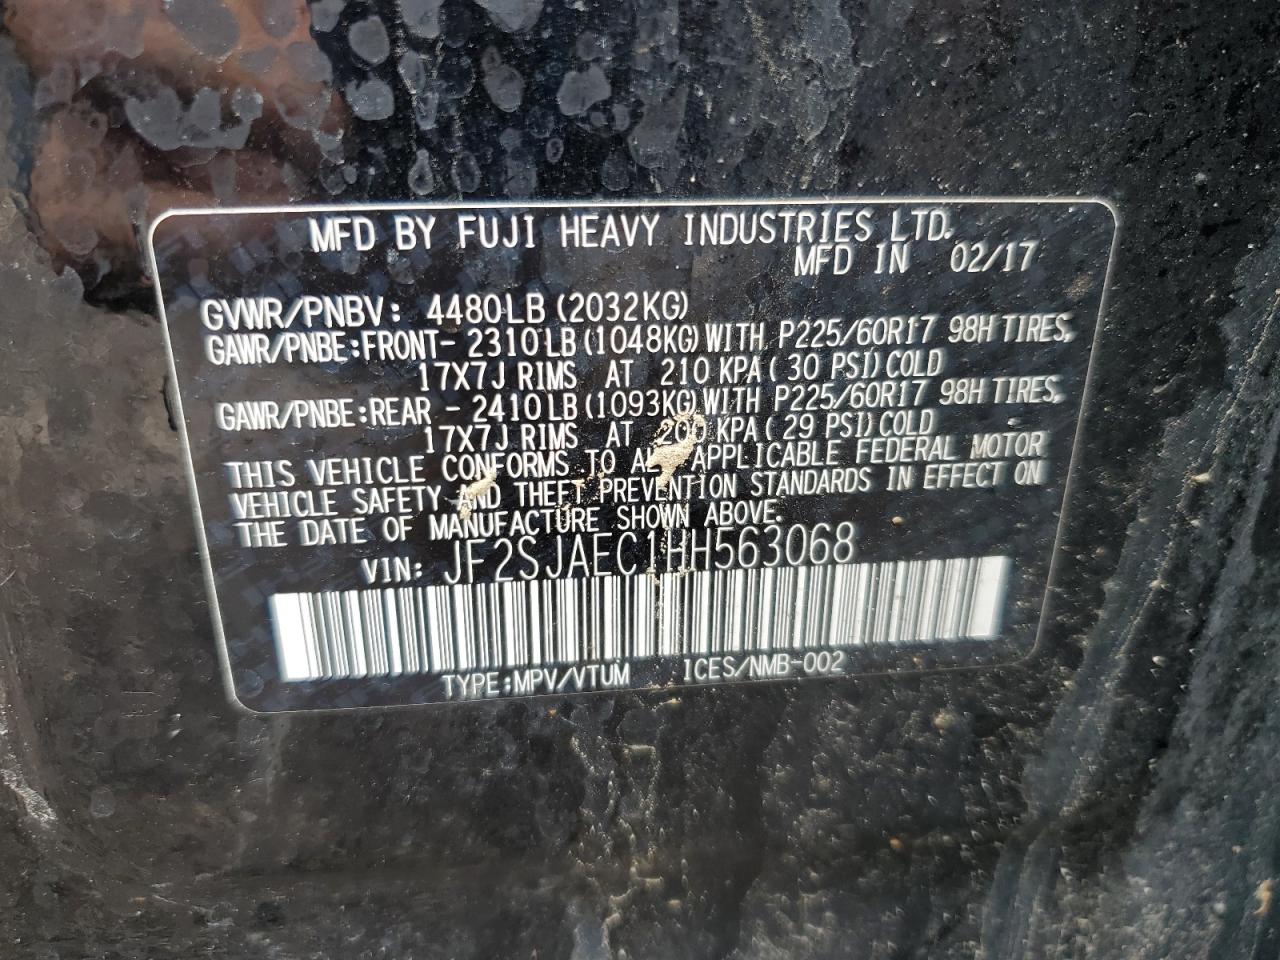 MFD BY FUJI HEAVY INDUSTRIES LTD.
MFD IN 02/17
GVWR/PNBV: 4480LB (2032KG)
GAWR/PNBE:FRONT- 2310LB (1048KG) WITH P225/60R17 98H TIRES,
17X7J RIMS AT 210 KPA ( 30 PSI) COLD
GAWR/PNBE:REAR - 2410LB (1093KG) WITH P225/60R17 98H TIRES,
17X7J RIMS AT 200 KPA ( 29 PSI) COLD
THIS VEHICLE CONFORMS TO ALL APPLICABLE FEDERAL MOTOR
VEHICLE SAFETY AND THEFT PREVENTION STANDARDS IN EFFECT ON
THE DATE OF MANUFACTURE SHOWN ABOVE.
VIN: JF2SJAEC1HH563068
TYPE:MPV/VTUM ICES/NMB-002